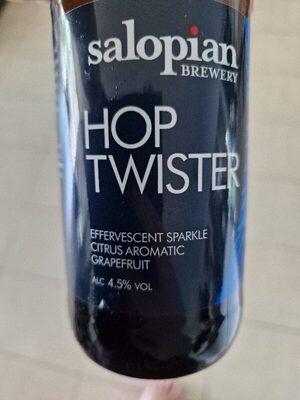 salopian
BREWERY
HOP
TWISTER
EFFERVESCENT SPARKLE
CITRUS AROMATIC
GRAPEFRUIT
ALC 4.5% VOL